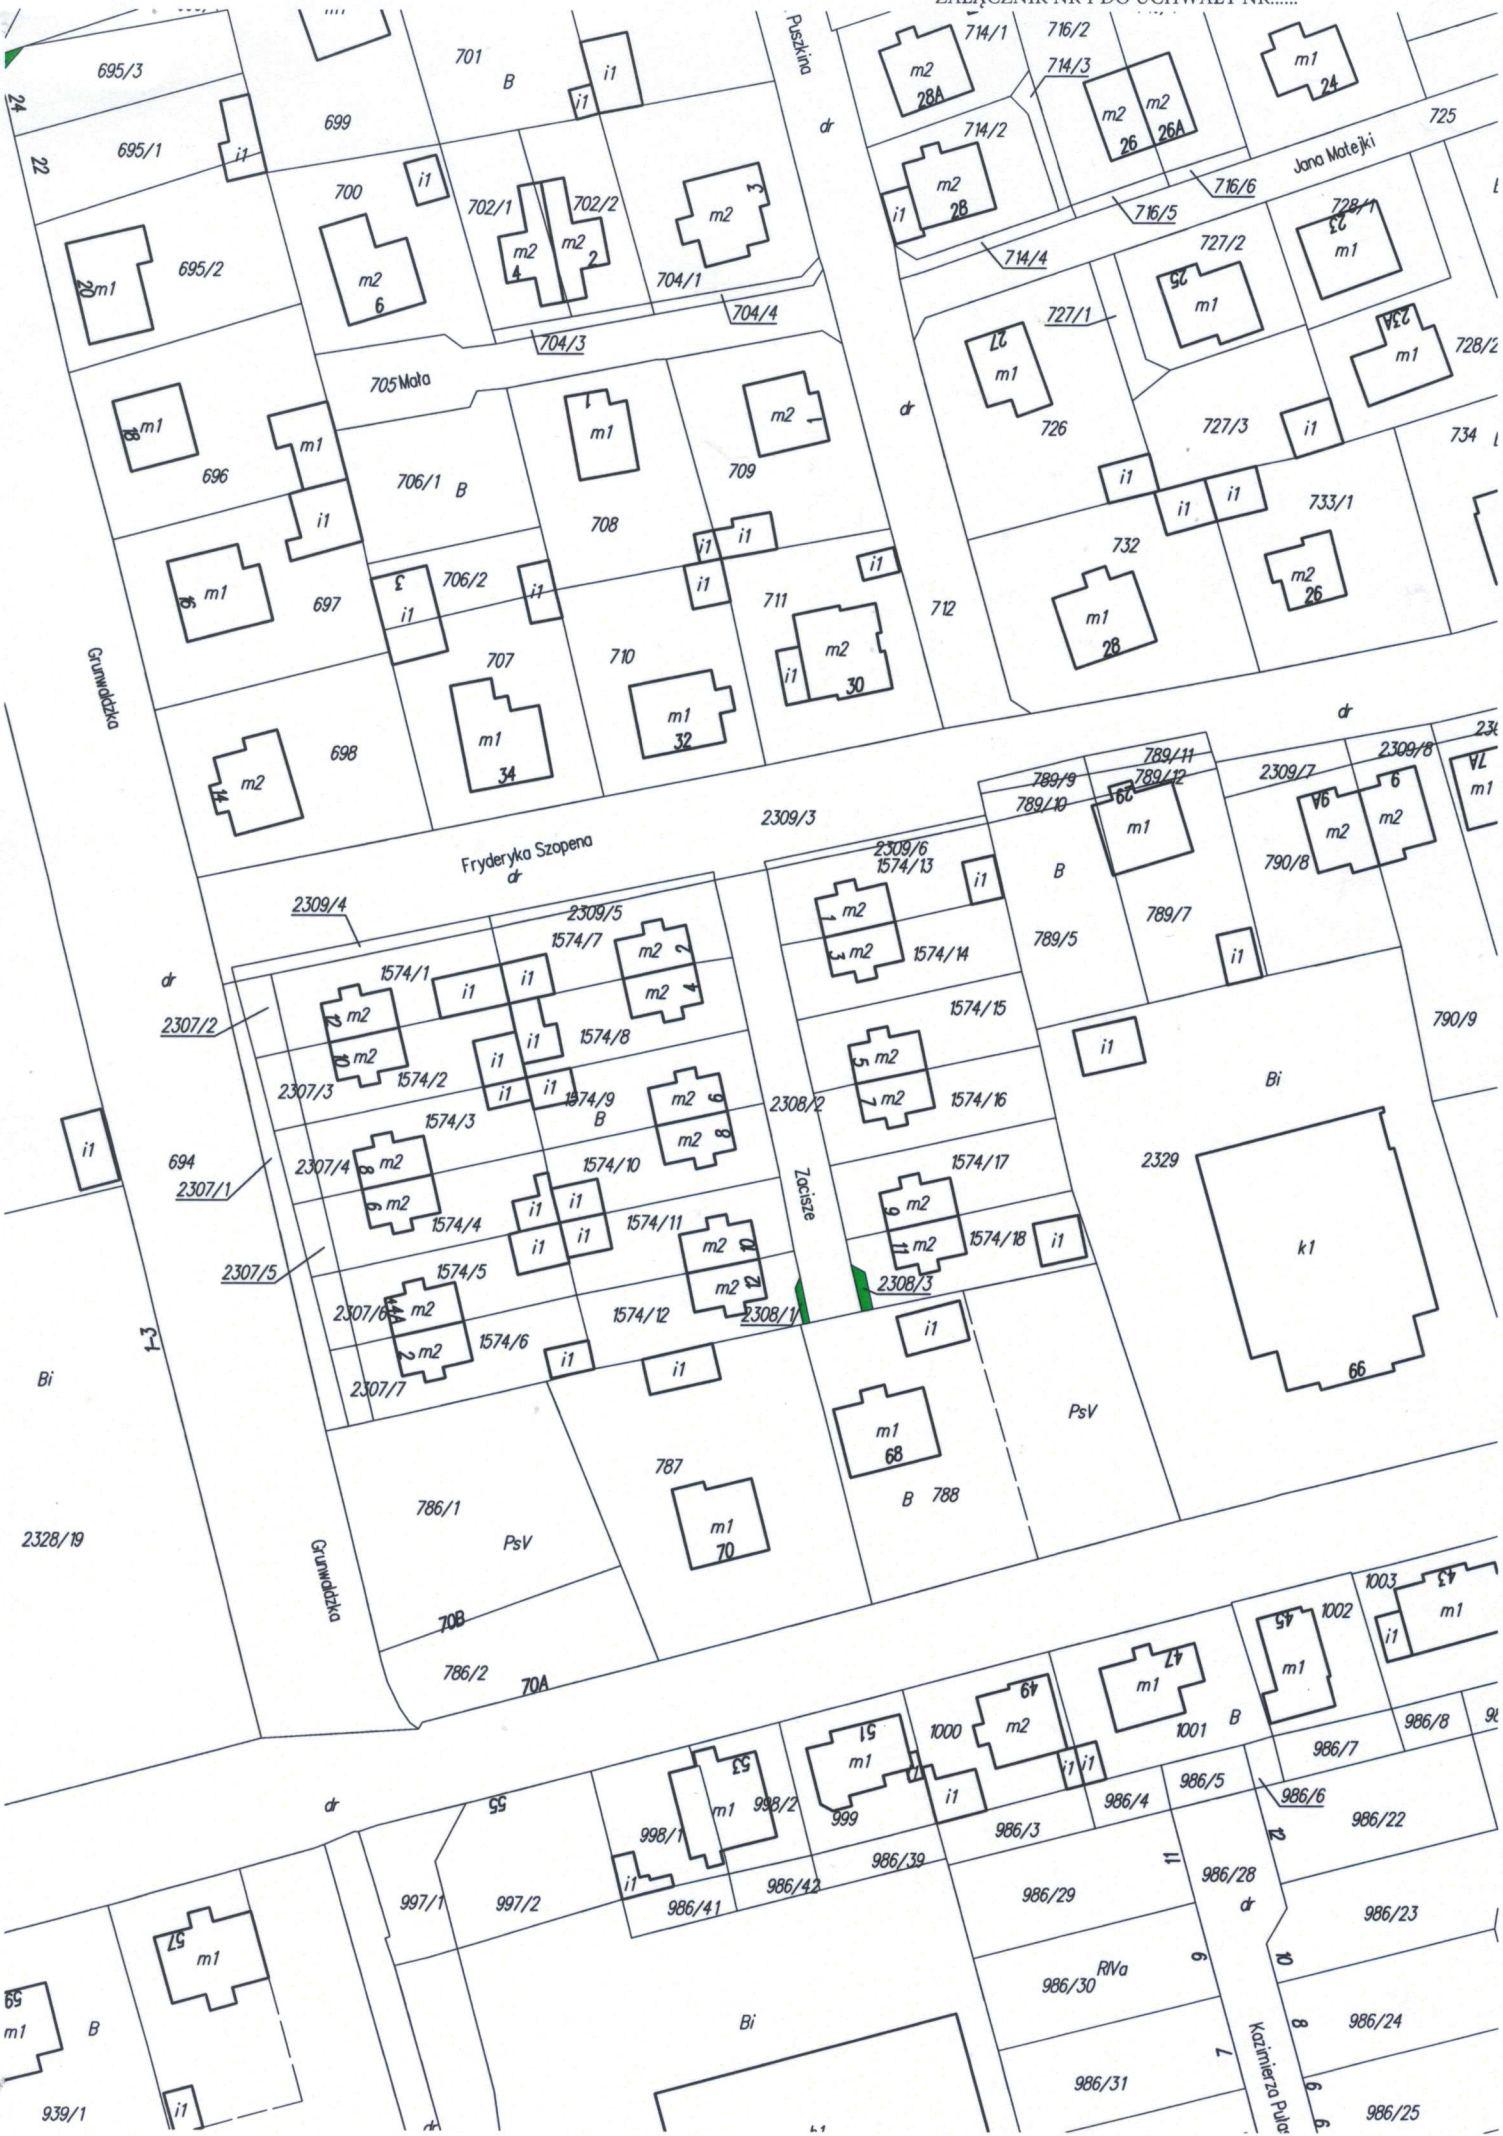 ZAŁĄCZNIK NR 1 DO UCHWAŁY NR......
695/3
701
B
i1
i1
Puszkina
714/1
716/2
714/3
m2
28A
m2
26
m2
26A
m1
24
24
22
695/1
i1
699
dr
714/2
725
Jana Matejki
700
i1
702/1
702/2
m2
3
m2
28
i1
716/6
716/5
728/1
23
m1
20
m1
695/2
m2
6
m2
4
m2
2
704/1
714/4
727/2
25
m1
704/4
704/3
727/1
27
m1
23A
m1
728/2
705 Mała
18
m1
m1
1
m1
m2
1
dr
726
727/3
i1
734
696
706/1
B
709
i1
i1
i1
i1
708
i1
i1
733/1
16
m1
697
3
i1
706/2
i1
i1
711
i1
712
732
m2
26
m1
28
Grunwaldzka
707
710
m2
30
i1
698
m2
14
m1
34
m1
32
dr
789/11
789/9
789/12
789/10
2309/7
2309/8
7A
m1
2309/3
29
m1
9A
m2
9
m2
Fryderyka Szopena
dr
2309/6
1574/13
i1
B
790/8
2309/4
2309/5
1574/7
1
m2
3
m2
1574/14
789/5
789/7
i1
dr
1574/1
i1
i1
m2
2
m2
4
2307/2
12
m2
10
m2
i1
i1
1574/8
1574/15
790/9
i1
2307/3
1574/2
i1
i1
1574/9
B
5
m2
7
m2
1574/16
Bi
1574/3
m2
6
m2
8
2308/2
i1
694
2307/1
2307/4
8
m2
6
m2
1574/10
Zacisze
1574/17
2329
i1
i1
i1
i1
1574/4
1574/11
9
m2
11
m2
1574/18
i1
k1
2307/5
1574/5
m2
10
m2
12
2308/3
2307/6
4A
m2
2
m2
1574/6
1574/12
2308/1
i1
1-3
Bi
i1
i1
2307/7
66
PsV
m1
68
787
B
788
786/1
2328/19
PsV
m1
70
Grunwaldzka
70B
786/2
70A
1003
43
m1
i1
45
1002
m1
47
m1
49
m2
1000
51
m1
1001
B
986/8
53
m1
i1
i1
i1
986/7
986/5
986/6
dr
55
998/2
999
986/4
986/22
998/1
986/3
12
11
986/39
986/28
i1
986/42
986/29
dr
997/1
997/2
986/41
986/23
57
m1
9
10
RIVa
986/30
59
m1
B
Bi
8
986/24
7
Kazimierza Puła
986/31
6
i1
939/1
dr
6
986/25